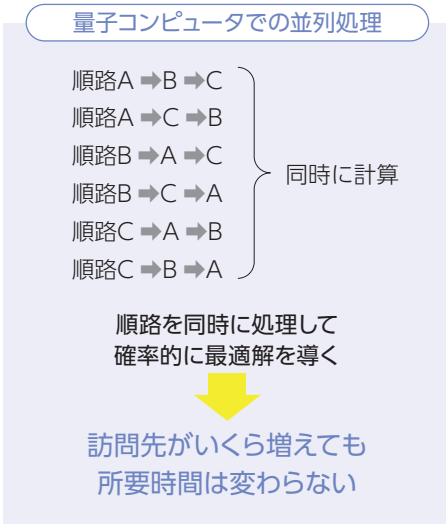 量子コンピュータでの並列処理
順路A ➡B ➡C
順路A ➡C ➡B
順路B ➡A ➡C
順路B ➡C ➡A
順路C ➡A ➡B
順路C ➡B ➡A
同時に計算
順路を同時に処理して
確率的に最適解を導く
訪問先がいくら増えても
所要時間は変わらない